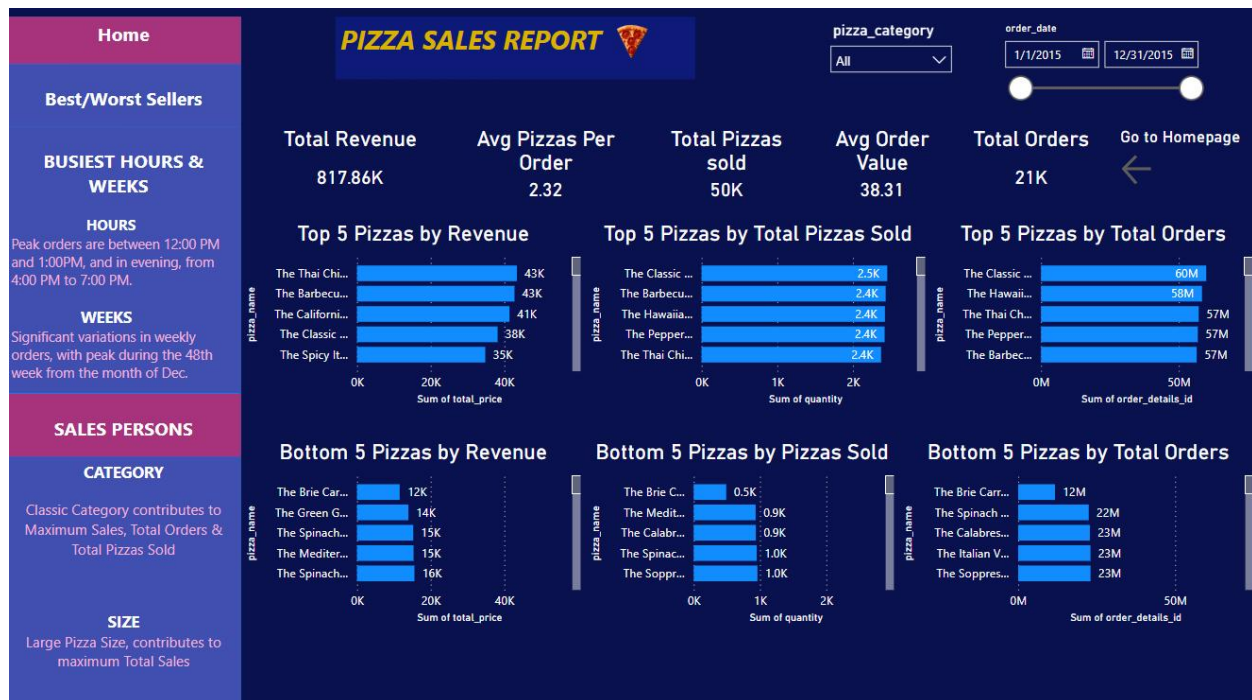 Home
Best/Worst Sellers
BUSIEST HOURS &
WEEKS
HOURS
Peak orders are between 12:00 PM
and 1:00PM, and in evening, from
4:00 PM to 7:00 PM.
WEEKS
Significant variations in weekly
orders, with peak during the 48th
week from the month of Dec.
SALES PERSONS
CATEGORY
Classic Category contributes to
Maximum Sales, Total Orders &
Total Pizzas Sold
SIZE
Large Pizza Size, contributes to
maximum Total Sales
PIZZA SALES REPORT
pizza_category
All
order_date
1/1/2015
12/31/2015
Total Revenue
817.86K
Avg Pizzas Per
Order
2.32
Total Pizzas
sold
50K
Avg Order
Value
38.31
Total Orders
21K
Go to Homepage
Top 5 Pizzas by Revenue
pizza_name
The Thai Chi... 43K
The Barbecu... 43K
The Californi... 41K
The Classic ... 38K
The Spicy It... 35K
0K 20K 40K
Sum of total_price
Top 5 Pizzas by Total Pizzas Sold
pizza_name
The Classic ... 2.5K
The Barbecu... 2.4K
The Hawaiia... 2.4K
The Pepper... 2.4K
The Thai Chi... 2.4K
0K 1K 2K
Sum of quantity
Top 5 Pizzas by Total Orders
pizza_name
The Classic ... 60M
The Hawaii... 58M
The Thai Ch... 57M
The Pepper... 57M
The Barbec... 57M
0M 50M
Sum of order_details_id
Bottom 5 Pizzas by Revenue
pizza_name
The Brie Car... 12K
The Green G... 14K
The Spinach... 15K
The Mediter... 15K
The Spinach... 16K
0K 20K 40K
Sum of total_price
Bottom 5 Pizzas by Pizzas Sold
pizza_name
The Brie C... 0.5K
The Medit... 0.9K
The Calabr... 0.9K
The Spinac... 1.0K
The Soppr... 1.0K
0K 1K 2K
Sum of quantity
Bottom 5 Pizzas by Total Orders
pizza_name
The Brie Carr... 12M
The Spinach ... 22M
The Calabres... 23M
The Italian V... 23M
The Soppres... 23M
0M 50M
Sum of order_details_id